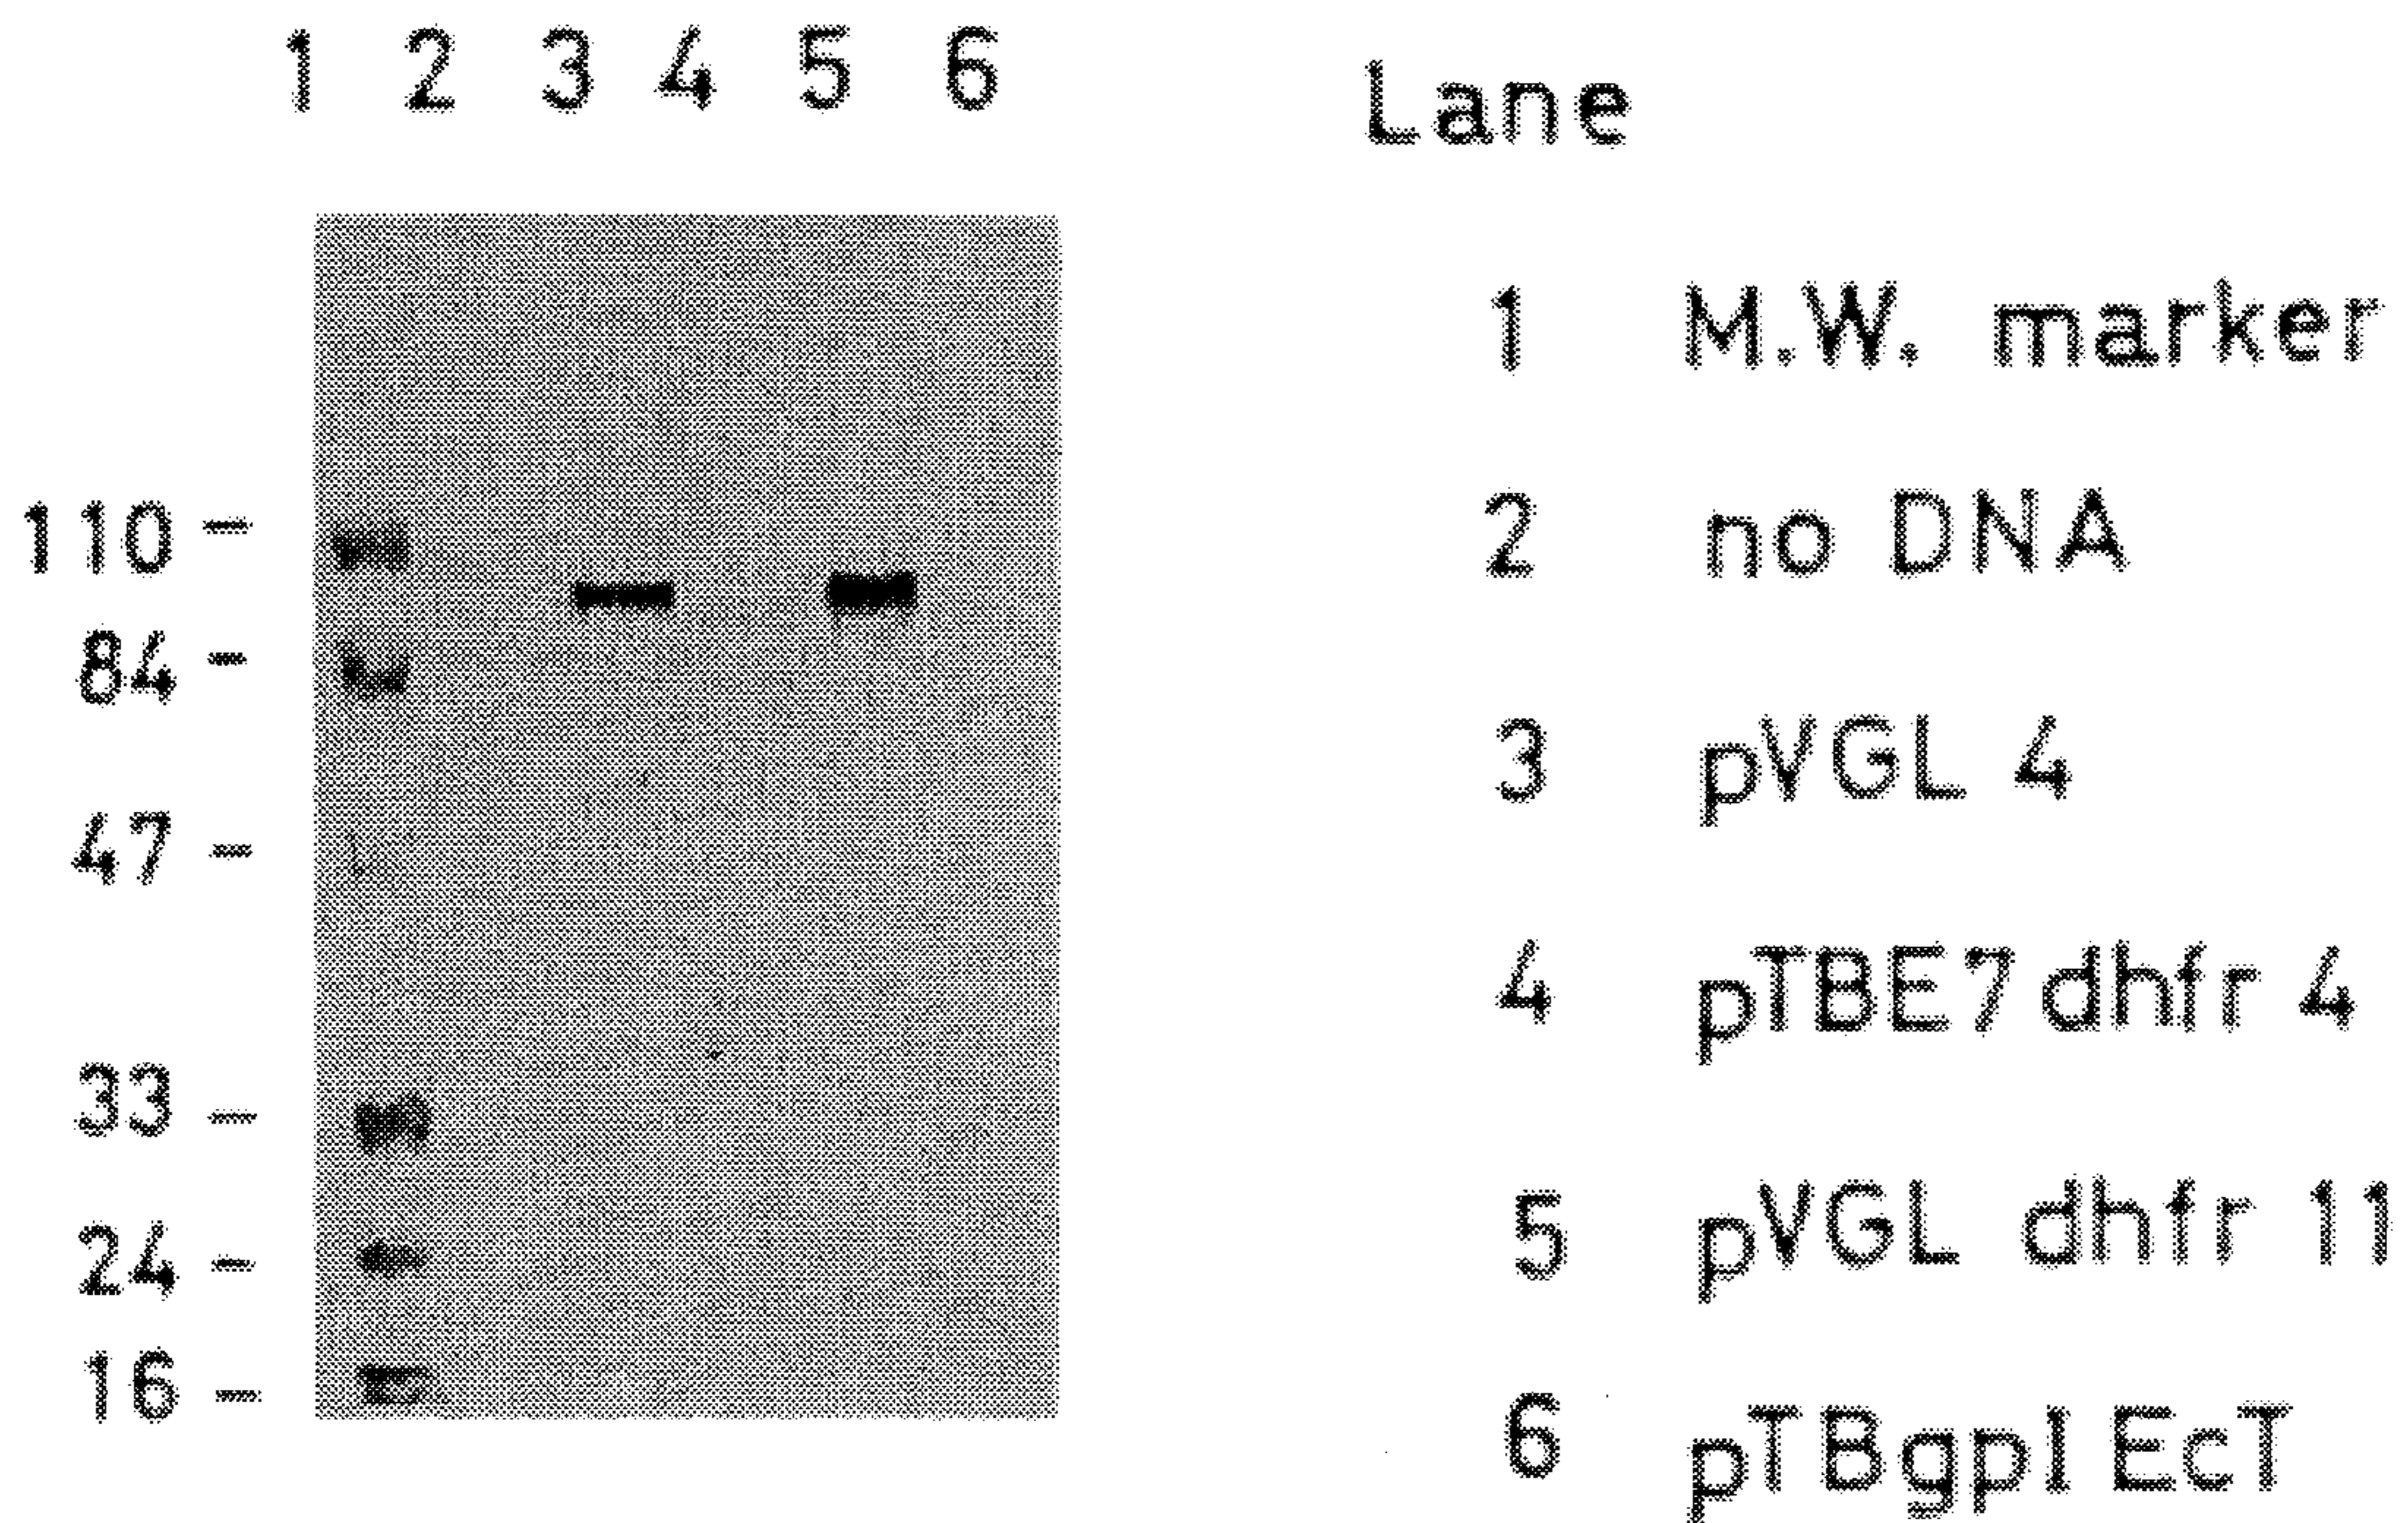 1 2 3 4 5 6
110 -
84 -
47 -
33 -
24 -
16 -
Lane
1 M.W. marker
2 no DNA
3 pVGL 4
4 pTBE7 dhfr 4
5 pVGL dhfr 11
6 pTBgpI EcT